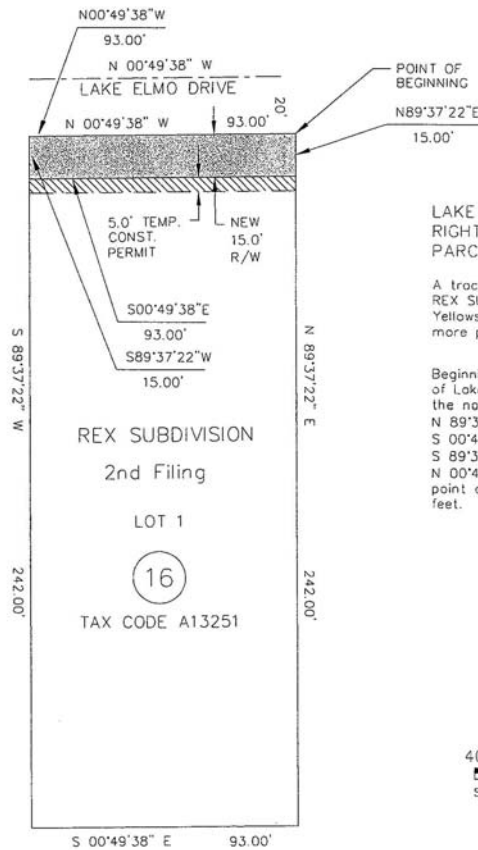 N00°49'38"W
93.00'
N 00°49'38" W
LAKE ELMO DRIVE
20'
POINT OF
BEGINNING
N 00°49'38" W 93.00'
N89°37'22"E
15.00'
5.0' TEMP.
CONST.
PERMIT
NEW
15.0'
R/W
S00°49'38"E
93.00'
S89°37'22"W
15.00'
S 89°37'22" W
242.00'
N 89°37'22" E
242.00'
REX SUBDIVISION
2nd Filing
LOT 1
16
TAX CODE A13251
S 00°49'38" E 93.00'
LAKE
RIGHT
PARC
A trac
REX SU
Yellows
more p
Beginn
of Lak
the no
N 89°3
S 00°4
S 89°3
N 00°4
point o
feet.